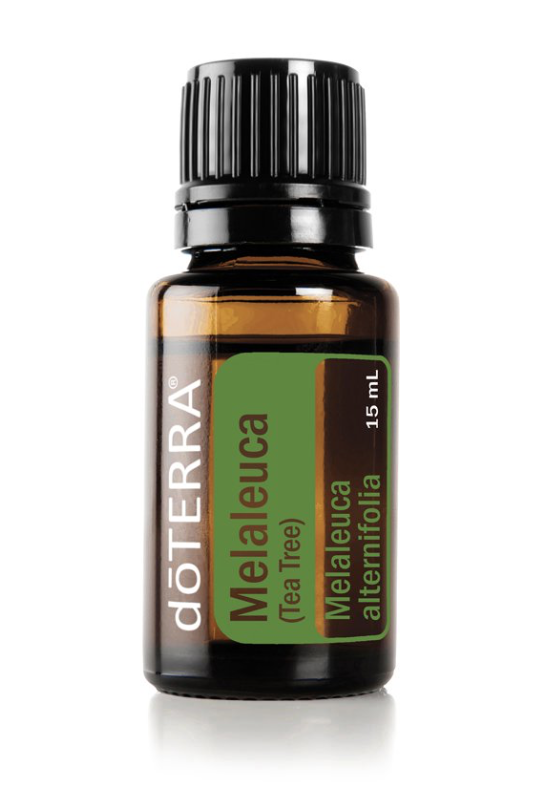 dōTERRA®
Melaleuca
(Tea Tree)
Melaleuca
alternifolia
15 mL